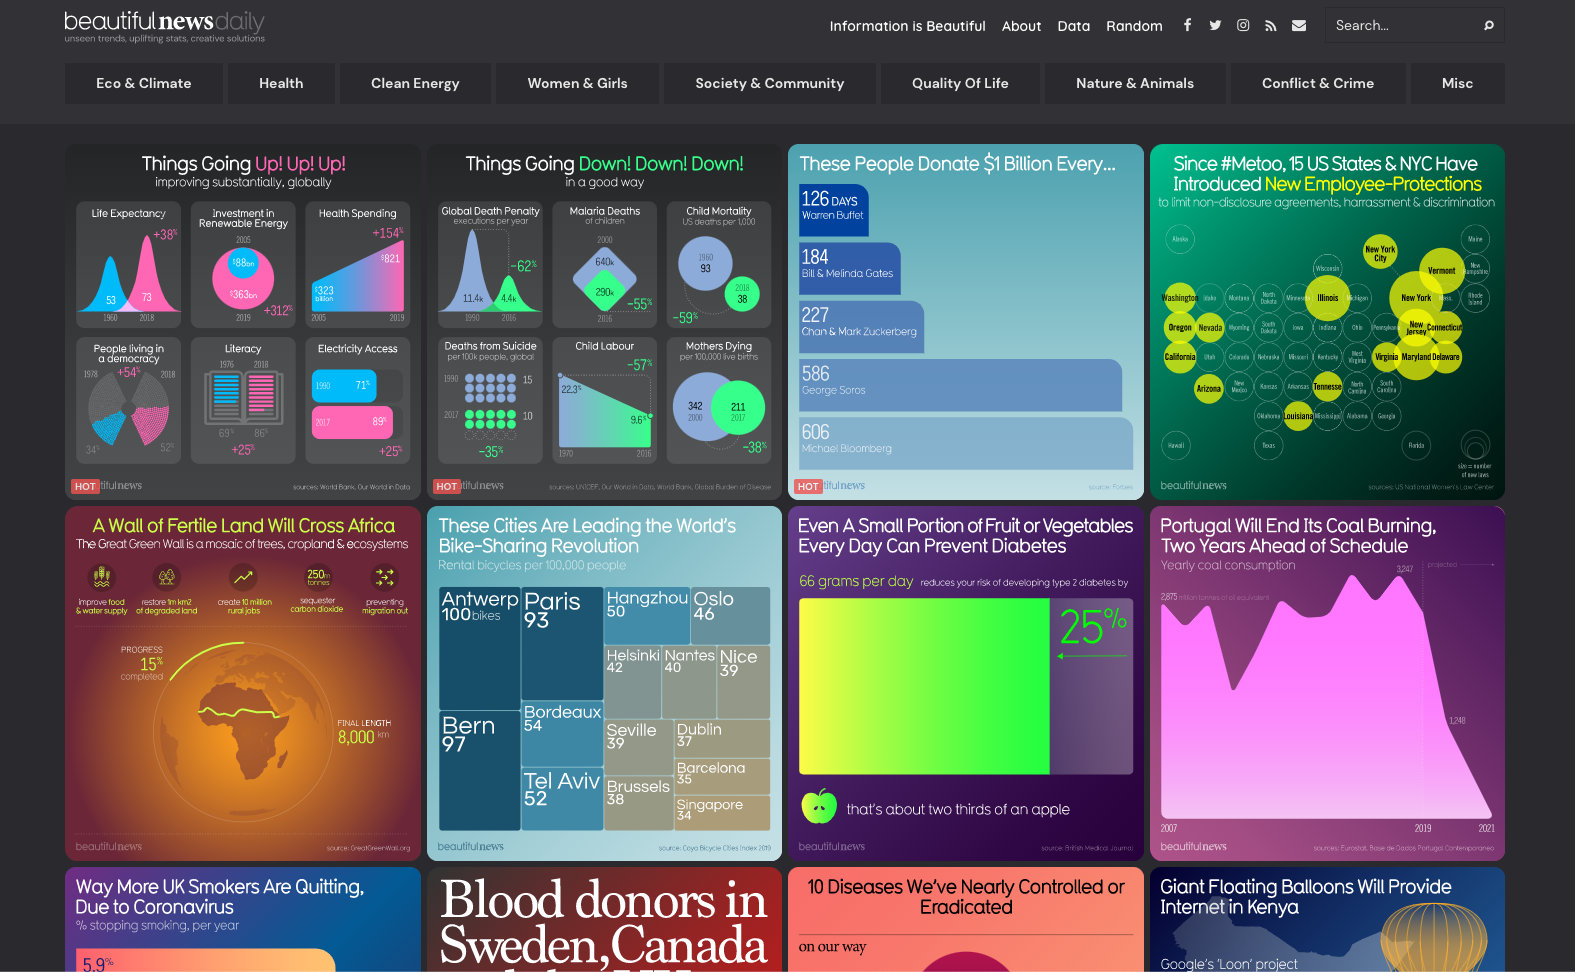 beautifulnewsdaily
unseen trends, uplifting stats, creative solutions
Information is Beautiful About Data Random
Search...
Eco & Climate Health Clean Energy Women & Girls Society & Community Quality Of Life Nature & Animals Conflict & Crime Misc
Things Going Up! Up! Up!
improving substantially, globally
Life Expectancy
+38%
53
73
1960 2018
Investment in
Renewable Energy
2005
$88bn
$363bn
2019
+312%
Health Spending
+154%
$821
$323
billion
2005 2019
People living in
a democracy
1978 +54% 2018
34% 52%
Literacy
1976 2018
69% 86%
+25%
Electricity Access
1990 71%
2017 89%
+25%
HOT tifulnews
sources: World Bank, Our World in Data
Things Going Down! Down! Down!
in a good way
Global Death Penalty
executions per year
-62%
11.4k 4.4k
1990 2016
Malaria Deaths
of children
2000
640k
290k
-55%
2016
Child Mortality
US deaths per 1,000
1960
93
2018
38
-59%
Deaths from Suicide
per 100k people, global
1990 15
2017 10
-35%
Child Labour
-57%
22.3%
9.6%
1970 2016
Mothers Dying
per 100,000 live births
342
2000
211
2017
-38%
HOT tifulnews
sources: UNICEF, Our World in Data, World Bank, Global Burden of Disease
These People Donate $1 Billion Every...
126 DAYS
Warren Buffet
184
Bill & Melinda Gates
227
Chan & Mark Zuckerberg
586
George Soros
606
Michael Bloomberg
HOT ifulnews
source: Forbes
Since #Metoo, 15 US States & NYC Have
Introduced New Employee-Protections
to limit non-disclosure agreements, harrassment & discrimination
Alaska
New York
City
Maine
Wisconsin
Vermont
New
Hampshire
Washington Idaho Montana North
Dakota
Minnesota Illinois Michigan New York Mass. Rhode
Island
Oregon Nevada Wyoming South
Dakota
Iowa Indiana Ohio Pennsylvania New
Jersey
Connecticut
California Utah Colorado Nebraska Missouri Kentucky West
Virginia
Virginia Maryland Delaware
Arizona New
Mexico
Kansas Arkansas Tennesse North
Carolina
South
Carolina
Oklahoma Louisiana Mississippi Alabama Georgia
Hawaii Texas Florida
size = number
of new laws
beautifulnews
sources: US National Women's Law Center
A Wall of Fertile Land Will Cross Africa
The Great Green Wall is a mosaic of trees, cropland & ecosystems
improve food
& water supply
restore 1m km2
of degraded land
create 10 million
rural jobs
250m
tonnes
sequester
carbon dioxide
preventing
migration out
PROGRESS
15%
completed
FINAL LENGTH
8,000 km
beautifulnews
source: GreatGreenWall.org
These Cities Are Leading the World's
Bike-Sharing Revolution
Rental bicycles per 100,000 people
Antwerp
100 bikes
Paris
93
Hangzhou
50
Oslo
46
Helsinki
42
Nantes
40
Nice
39
Bern
97
Bordeaux
54
Tel Aviv
52
Seville
39
Dublin
37
Brussels
38
Barcelona
35
Singapore
34
beautifulnews
source: Coya Bicycle Cities Index 2019
Even A Small Portion of Fruit or Vegetables
Every Day Can Prevent Diabetes
66 grams per day reduces your risk of developing type 2 diabetes by
25%
that's about two thirds of an apple
beautifulnews
source: British Medical Journal
Portugal Will End Its Coal Burning,
Two Years Ahead of Schedule
Yearly coal consumption
3,247
projected
2,875 million tonnes of oil equivalent
1,248
2007 2019 2021
beautifulnews
sources: Eurostat, Base de Dados Portugal Contemporaneo
Way More UK Smokers Are Quitting,
Due to Coronavirus
% stopping smoking, per year
5.9%
Blood donors in
Sweden, Canada
10 Diseases We've Nearly Controlled or
Eradicated
on our way
Giant Floating Balloons Will Provide
Internet in Kenya
Google's 'Loon' project